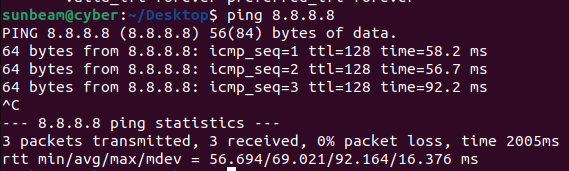 sunbeam@cyber:~/Desktop$ ping 8.8.8.8
PING 8.8.8.8 (8.8.8.8) 56(84) bytes of data.
64 bytes from 8.8.8.8: icmp_seq=1 ttl=128 time=58.2 ms
64 bytes from 8.8.8.8: icmp_seq=2 ttl=128 time=56.7 ms
64 bytes from 8.8.8.8: icmp_seq=3 ttl=128 time=92.2 ms
^C
--- 8.8.8.8 ping statistics ---
3 packets transmitted, 3 received, 0% packet loss, time 2005ms
rtt min/avg/max/mdev = 56.694/69.021/92.164/16.376 ms